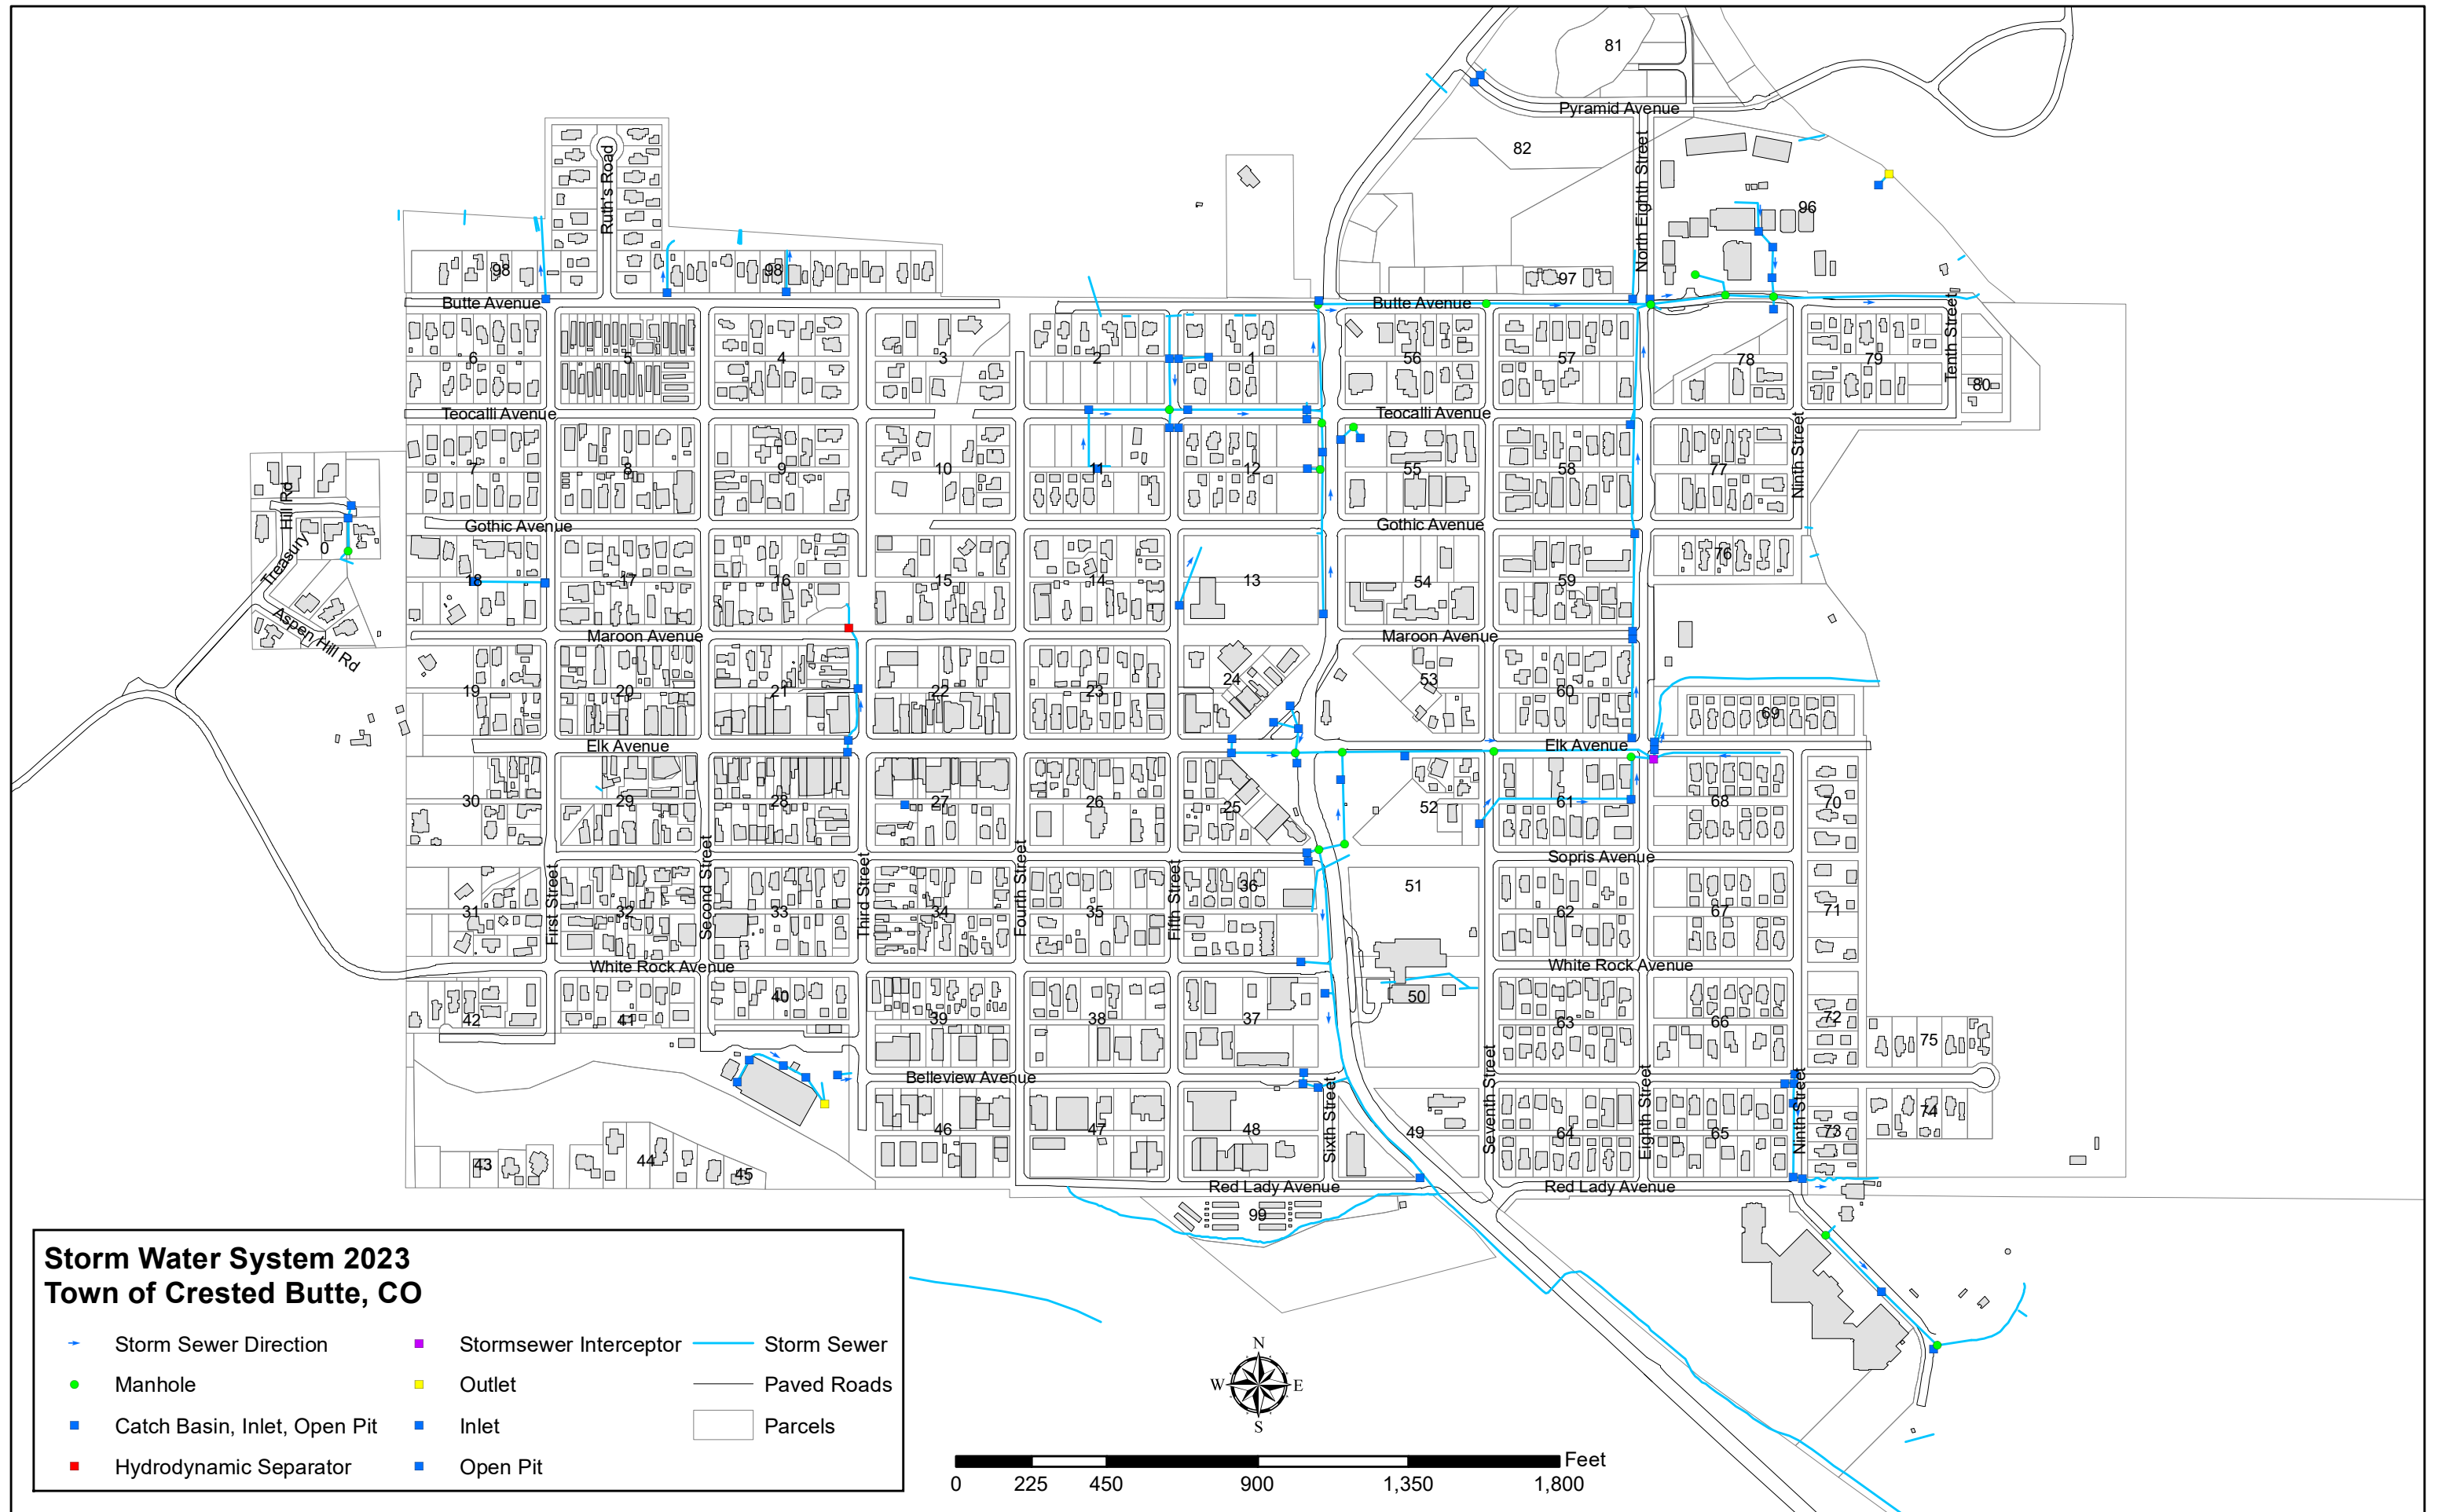 81
Pyramid Avenue
82
North Eighth Street
Ruth's Road
96
98
98
97
Butte Avenue
Butte Avenue
Tenth Street
6
5
4
3
2
1
56
57
78
79
80
Teocalli Avenue
Teocalli Avenue
Ninth Street
7
8
9
10
11
12
55
58
77
Hill Rd
Treasury
0
Aspen Hill Rd
Gothic Avenue
Gothic Avenue
18
17
16
15
14
13
54
59
76
Maroon Avenue
Maroon Avenue
19
20
21
22
23
24
53
60
69
Elk Avenue
Elk Avenue
30
29
28
27
26
25
52
61
68
70
Sopris Avenue
First Street
Second Street
Third Street
Fourth Street
Fifth Street
31
32
33
34
35
36
51
62
67
71
White Rock Avenue
White Rock Avenue
42
41
40
39
38
37
50
63
66
72
75
Belleview Avenue
Sixth Street
Seventh Street
Eighth Street
Ninth Street
43
44
45
46
47
48
49
64
65
73
74
Red Lady Avenue
Red Lady Avenue
99
Storm Water System 2023
Town of Crested Butte, CO
Storm Sewer Direction
Manhole
Catch Basin, Inlet, Open Pit
Hydrodynamic Separator
Stormsewer Interceptor
Outlet
Inlet
Open Pit
Storm Sewer
Paved Roads
Parcels
N
W
E
S
Feet
0 225 450 900 1,350 1,800